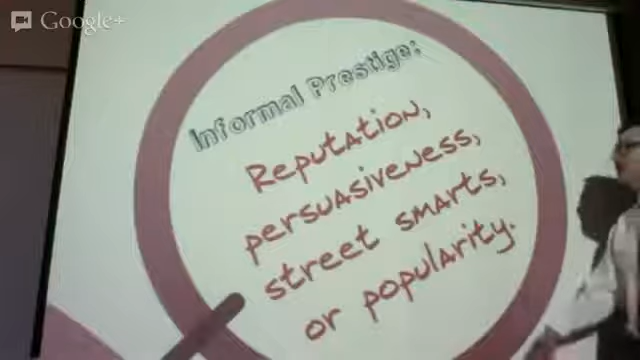 Google+
Informal Prestige:
Reputation,
persuasiveness,
street smarts,
or popularity.